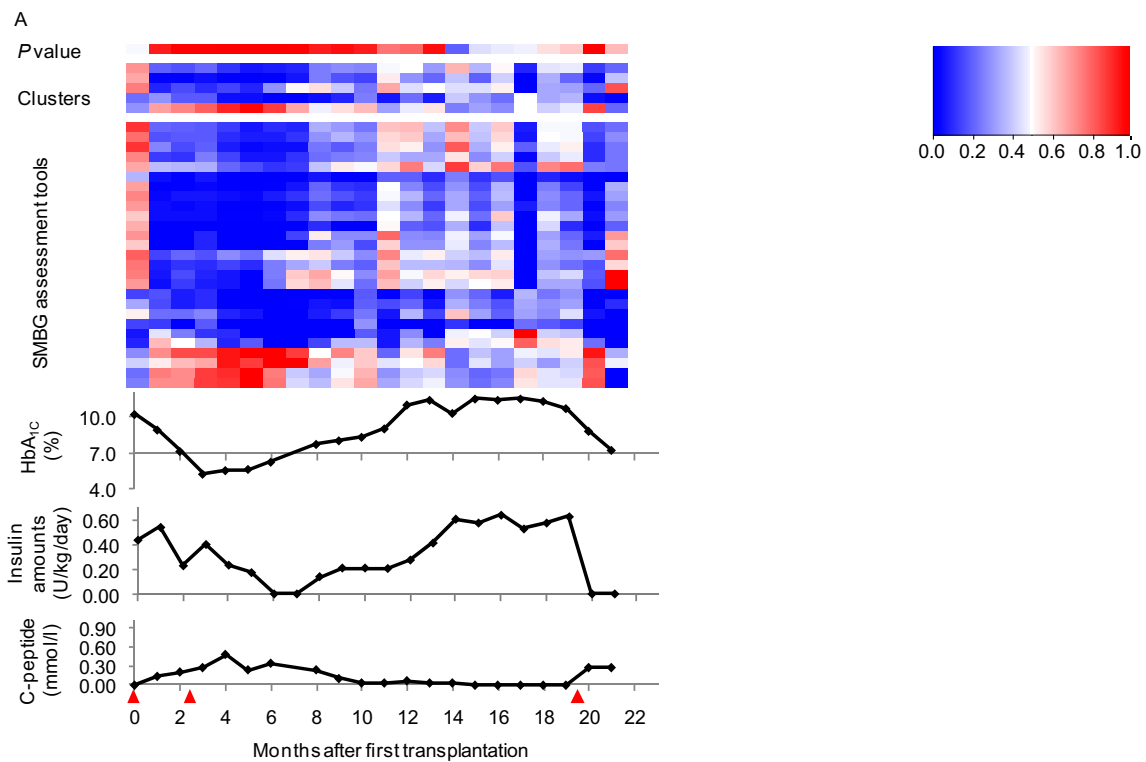 A
P value
Clusters
SMBG assessment tools
0.0 0.2 0.4 0.6 0.8 1.0
HbA1C
(%)
10.0
7.0
4.0
Insulin
amounts
(U/kg/day)
0.60
0.40
0.20
0.00
C-peptide
(mmol/l)
0.90
0.60
0.30
0.00
0 2 4 6 8 10 12 14 16 18 20 22
Months after first transplantation